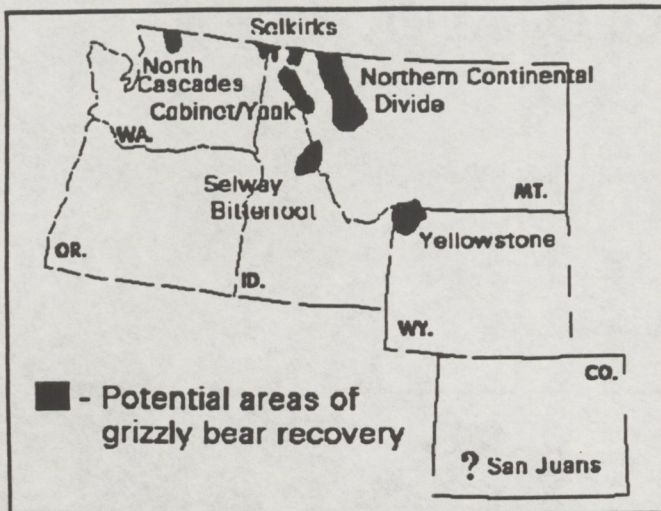 Selkirks
North
Cascades
Northern Continental
Divide
Cabinet/Yaak
WA.
Selway
Bitterroot
MT.
OR.
ID.
Yellowstone
WY.
CO.
- Potential areas of
grizzly bear recovery
? San Juans